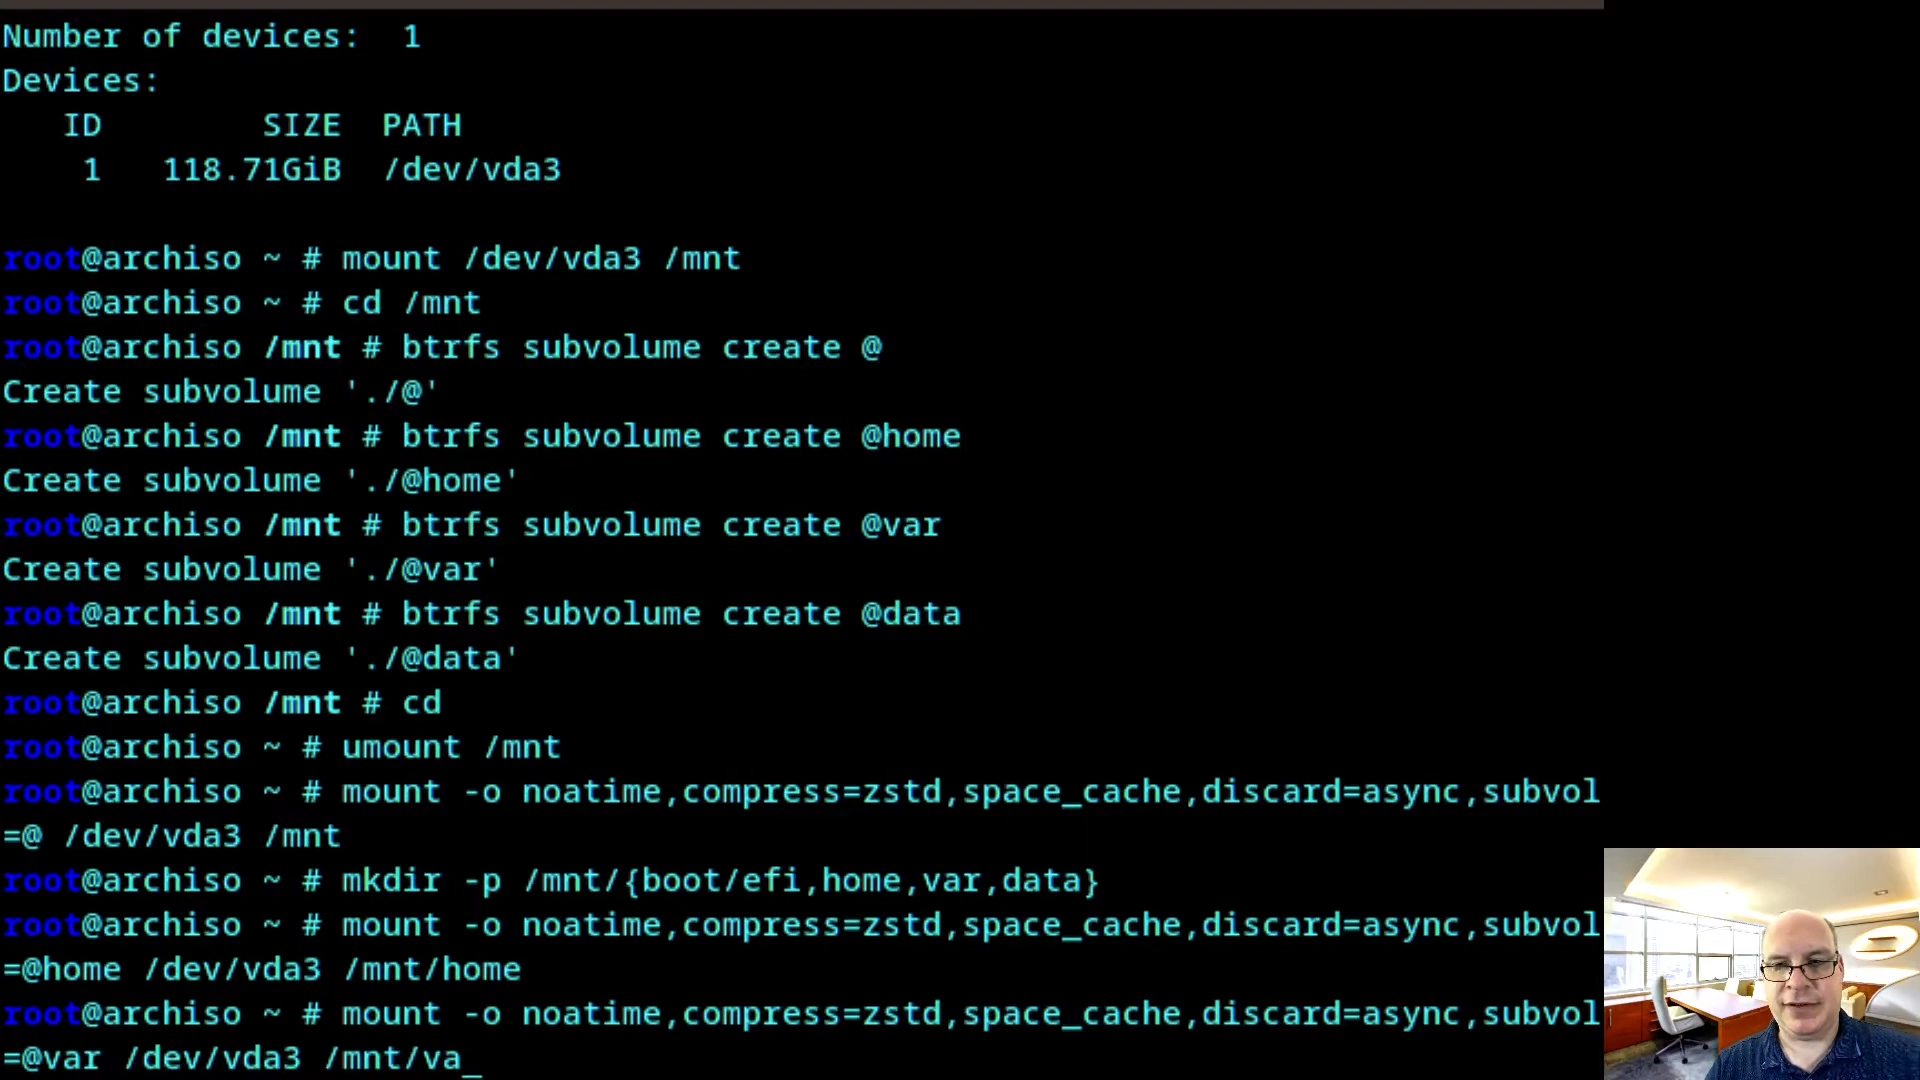 Number of devices:  1
Devices:
   ID        SIZE  PATH
    1   118.71GiB  /dev/vda3
root@archiso ~ # mount /dev/vda3 /mnt
root@archiso ~ # cd /mnt
root@archiso /mnt # btrfs subvolume create @
Create subvolume './@'
root@archiso /mnt # btrfs subvolume create @home
Create subvolume './@home'
root@archiso /mnt # btrfs subvolume create @var
Create subvolume './@var'
root@archiso /mnt # btrfs subvolume create @data
Create subvolume './@data'
root@archiso /mnt # cd
root@archiso ~ # umount /mnt
root@archiso ~ # mount -o noatime,compress=zstd,space_cache,discard=async,subvol
=@ /dev/vda3 /mnt
root@archiso ~ # mkdir -p /mnt/{boot/efi,home,var,data}
root@archiso ~ # mount -o noatime,compress=zstd,space_cache,discard=async,subvol
=@home /dev/vda3 /mnt/home
root@archiso ~ # mount -o noatime,compress=zstd,space_cache,discard=async,subvol
=@var /dev/vda3 /mnt/va_